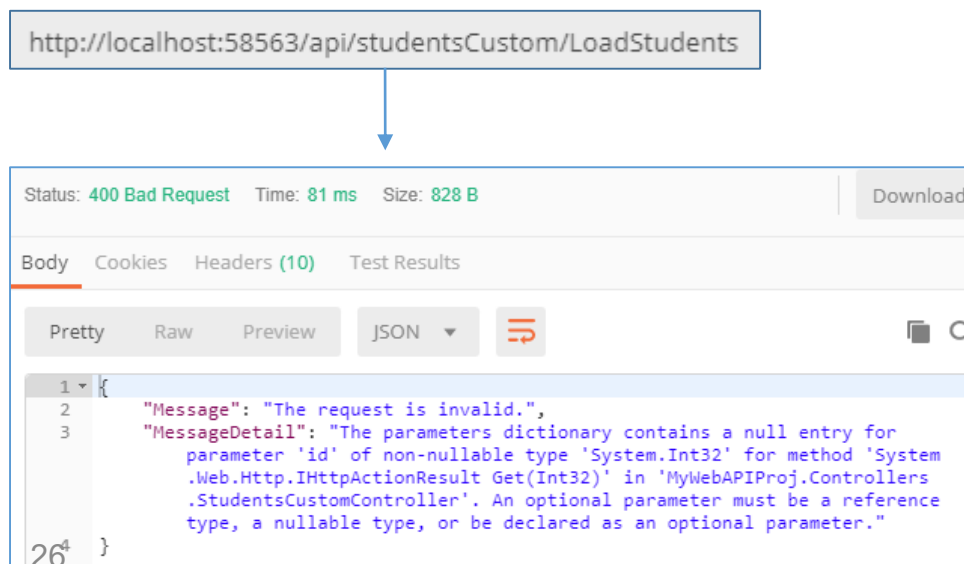 http://localhost:58563/api/studentsCustom/LoadStudents
Status: 400 Bad Request Time: 81 ms Size: 828 B Download
Body Cookies Headers (10) Test Results
Pretty Raw Preview JSON
1 {
2 "Message": "The request is invalid.",
3 "MessageDetail": "The parameters dictionary contains a null entry for
parameter 'id' of non-nullable type 'System.Int32' for method 'System
.Web.Http.IHttpActionResult Get(Int32)' in 'MyWebAPIProj.Controllers
.StudentsCustomController'. An optional parameter must be a reference
type, a nullable type, or be declared as an optional parameter."
4 }
26